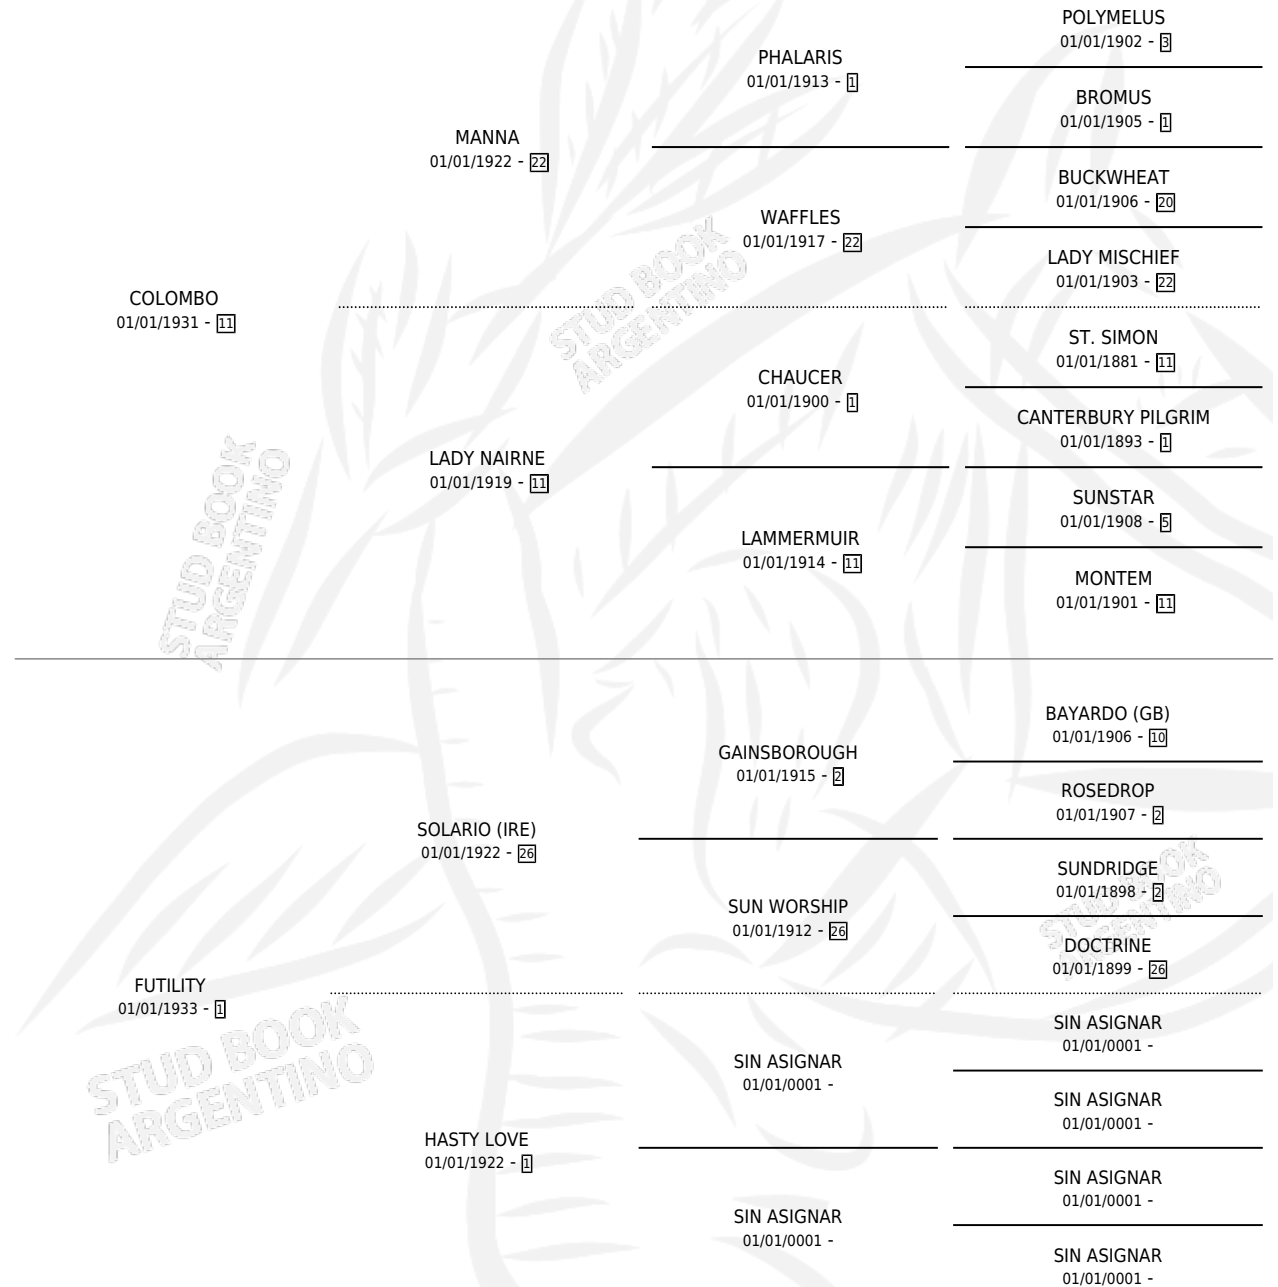 POLYMELUS
01/01/1902 - 3
PHALARIS
01/01/1913 - 1
BROMUS
01/01/1905 - 1
MANNA
01/01/1922 - 22
BUCKWHEAT
01/01/1906 - 20
WAFFLES
01/01/1917 - 22
LADY MISCHIEF
01/01/1903 - 22
COLOMBO
01/01/1931 - 11
ST. SIMON
01/01/1881 - 11
CHAUCER
01/01/1900 - 1
CANTERBURY PILGRIM
01/01/1893 - 1
LADY NAIRNE
01/01/1919 - 11
SUNSTAR
01/01/1908 - 5
LAMMERMUIR
01/01/1914 - 11
MONTEM
01/01/1901 - 11
BAYARDO (GB)
01/01/1906 - 10
GAINSBOROUGH
01/01/1915 - 2
ROSEDROP
01/01/1907 - 2
SOLARIO (IRE)
01/01/1922 - 26
SUNDRIDGE
01/01/1898 - 2
SUN WORSHIP
01/01/1912 - 26
DOCTRINE
01/01/1899 - 26
FUTILITY
01/01/1933 - 1
SIN ASIGNAR
01/01/0001 -
SIN ASIGNAR
01/01/0001 -
SIN ASIGNAR
01/01/0001 -
HASTY LOVE
01/01/1922 - 1
SIN ASIGNAR
01/01/0001 -
SIN ASIGNAR
01/01/0001 -
SIN ASIGNAR
01/01/0001 -
STUD BOOK
ARGENTINO
STUD BOOK
ARGENTINO
STUD BOOK
ARGENTINO
STUD BOOK
ARGENTINO